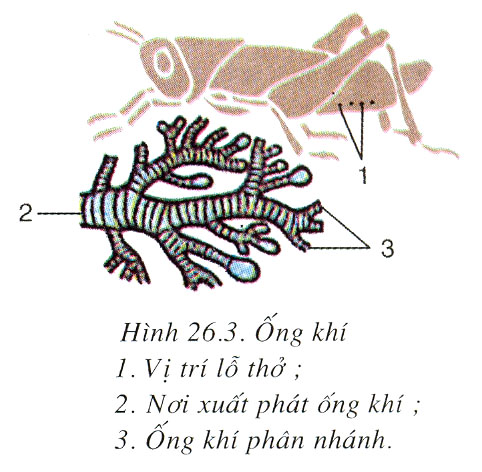 1
2
3
Hình 26.3. Ống khí
1. Vị trí lỗ thở ;
2. Nơi xuất phát ống khí ;
3. Ống khí phân nhánh.